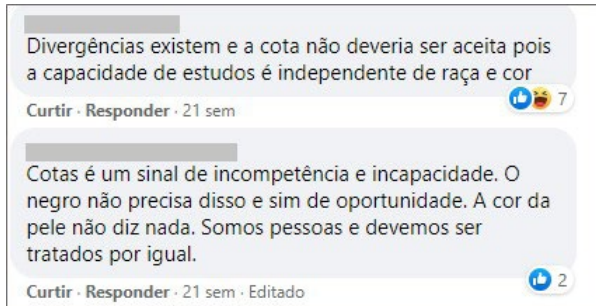 Divergências existem e a cota não deveria ser aceita pois
a capacidade de estudos é independente de raça e cor
7
Curtir · Responder · 21 sem
Cotas é um sinal de incompetência e incapacidade. O
negro não precisa disso e sim de oportunidade. A cor da
pele não diz nada. Somos pessoas e devemos ser
tratados por igual.
2
Curtir · Responder · 21 sem · Editado